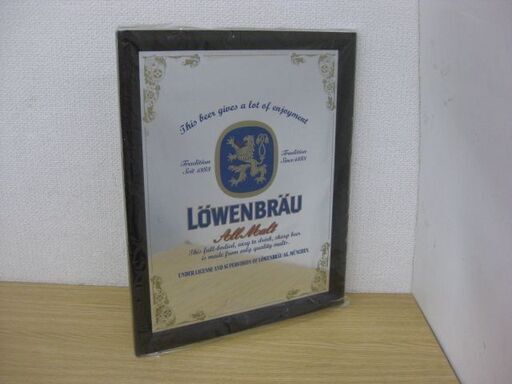 This beer gives a lot of enjoyment
Tradition
Seit 1383
Tradition
Since 1383
LÖWENBRÄU
All Malt
This full-bodied, easy to drink, sharp beer
is made from only quality malts.
UNDER LICENSE AND SUPERVISION OF LÖWENBRÄU AG, MÜNCHEN.